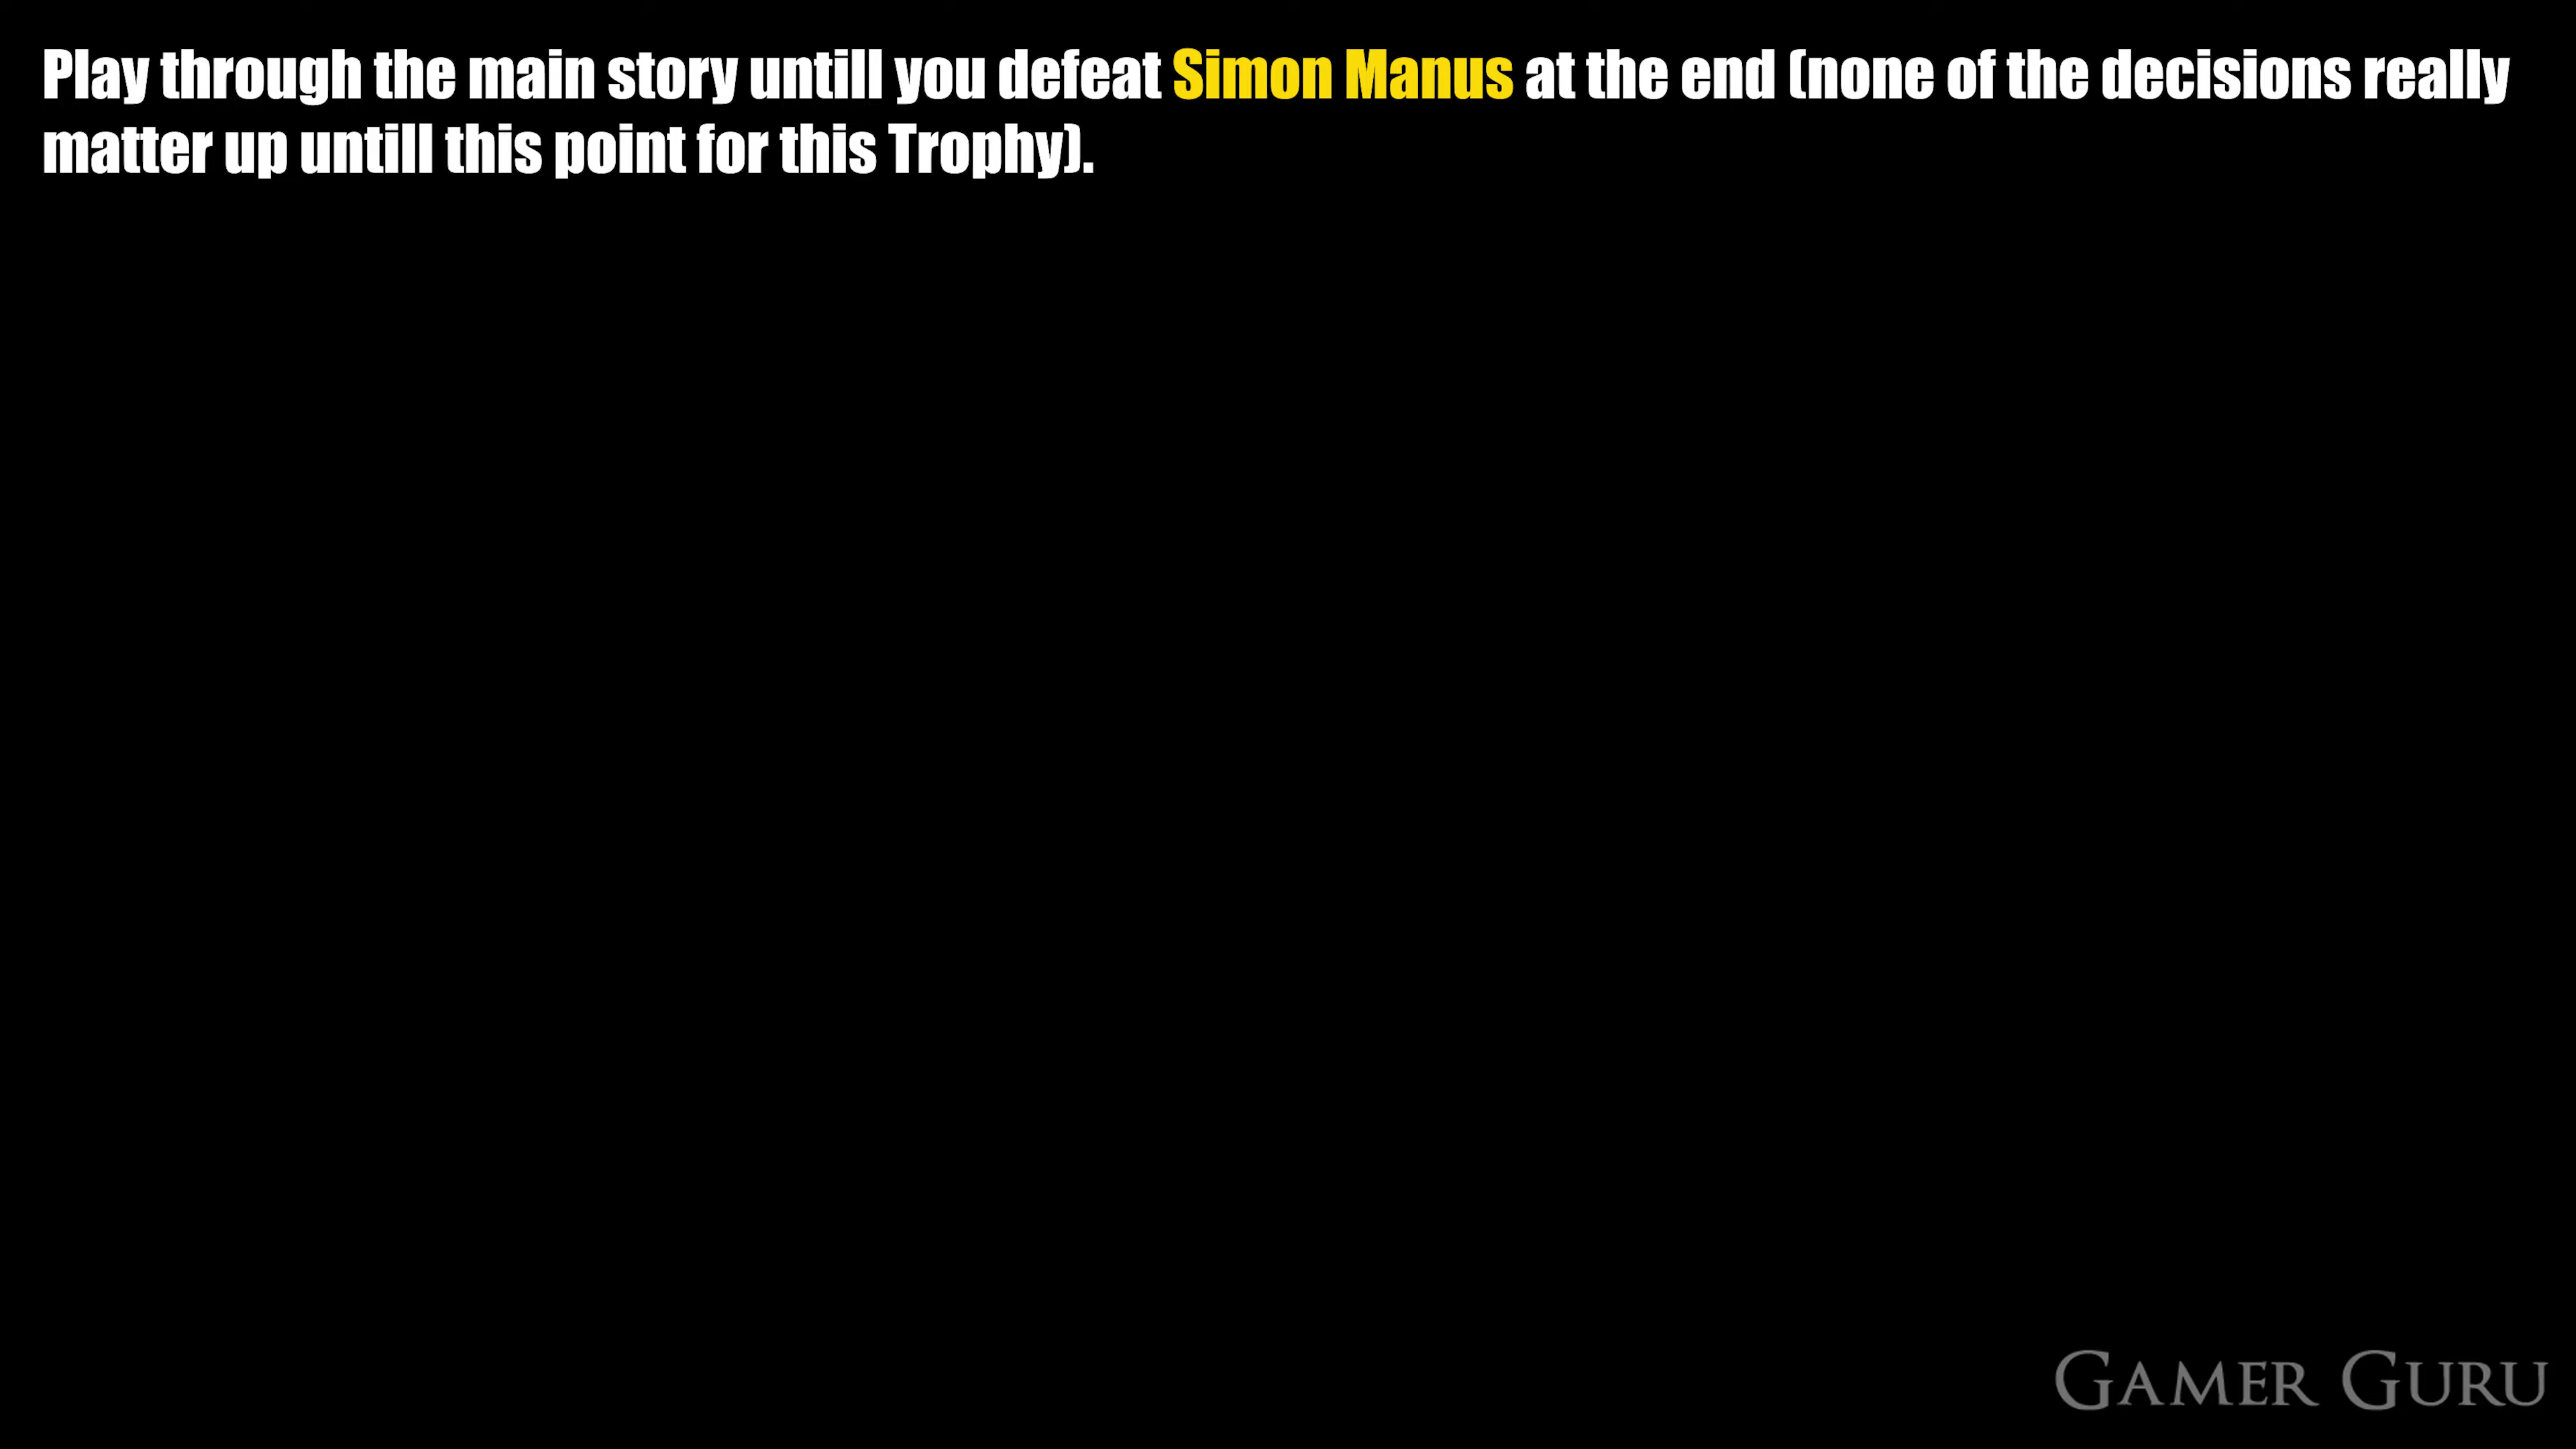 Play through the main story untill you defeat Simon Manus at the end (none of the decisions really
matter up untill this point for this Trophy).
GAMER GURU